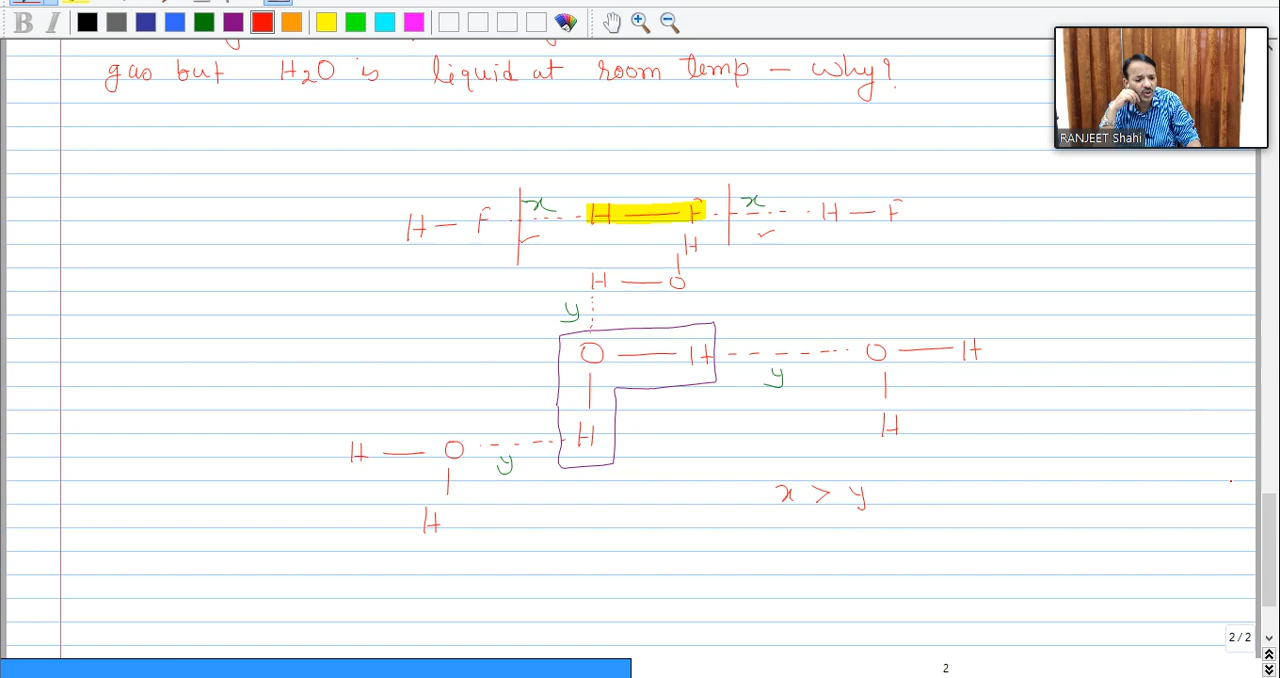 B I
gas but H2O is liquid at room temp – why?
RANJEET Shahi
x x
H — F ----- H — F ----- H — F
H
|
H — O
y
O — H ------- O — H
y
| |
H — O ----- H H
y
| x > y
H
2 / 2
2